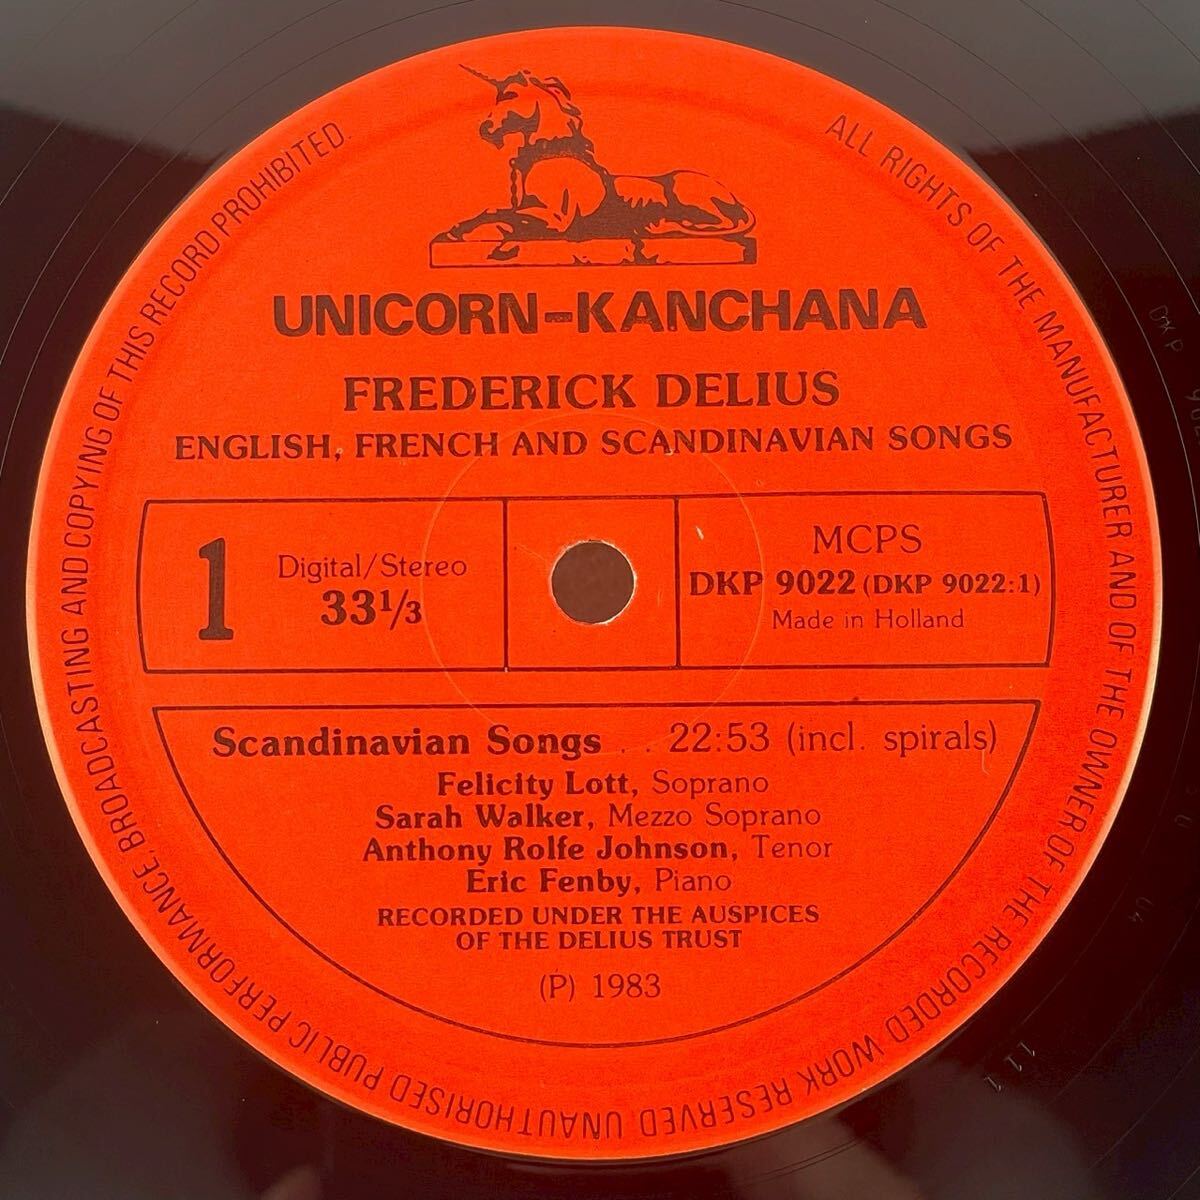 UNICORN-KANCHANA
FREDERICK DELIUS
ENGLISH, FRENCH AND SCANDINAVIAN SONGS
1
Digital/Stereo
33⅓
MCPS
DKP 9022 (DKP 9022:1)
Made in Holland
Scandinavian Songs . . 22:53 (incl. spirals)
Felicity Lott, Soprano
Sarah Walker, Mezzo Soprano
Anthony Rolfe Johnson, Tenor
Eric Fenby, Piano
RECORDED UNDER THE AUSPICES
OF THE DELIUS TRUST
(P) 1983
ALL RIGHTS OF THE MANUFACTURER AND OF THE OWNER OF THE RECORDED WORK RESERVED UNAUTHORISED PUBLIC PERFORMANCE BROADCASTING AND COPYING OF THIS RECORD PROHIBITED.